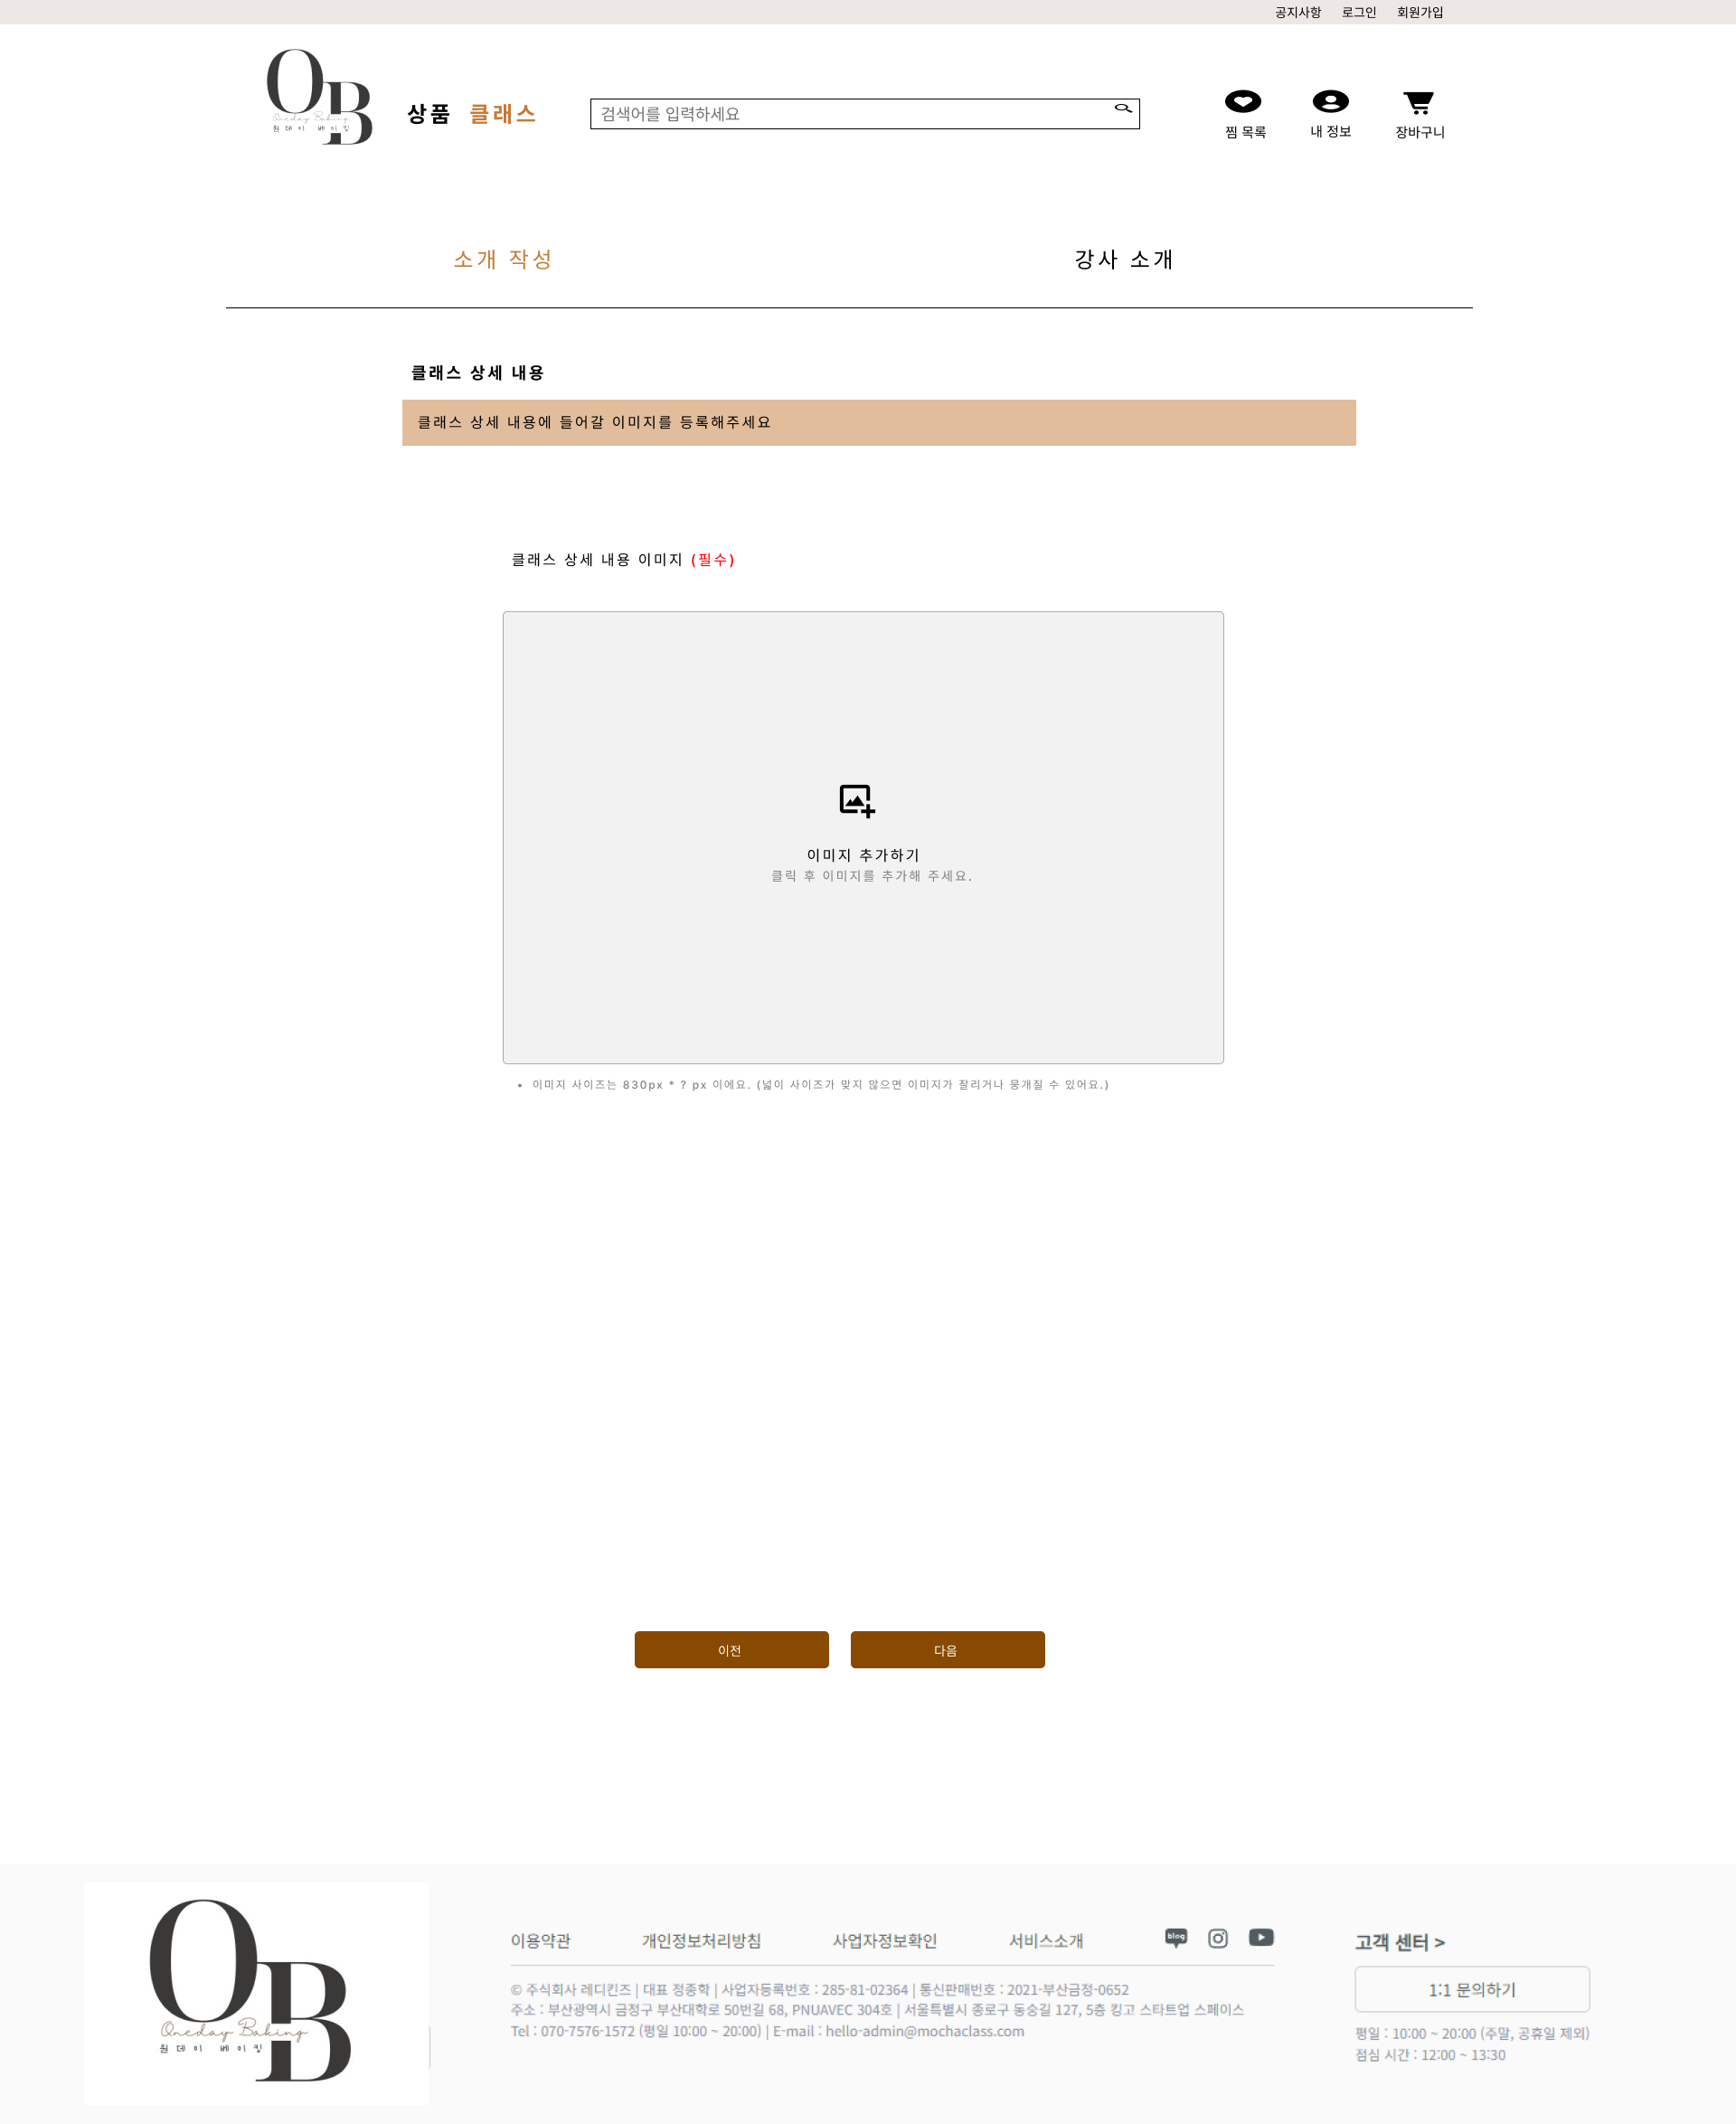 공지사항 로그인 회원가입
OB
Oneday Baking
원데이 베이킹
상품 클래스
검색어를 입력하세요
찜 목록 내 정보 장바구니
소개 작성 강사 소개
클래스 상세 내용
클래스 상세 내용에 들어갈 이미지를 등록해주세요
클래스 상세 내용 이미지 (필수)
이미지 추가하기
클릭 후 이미지를 추가해 주세요.
• 이미지 사이즈는 830px * ? px 이에요. (넓이 사이즈가 맞지 않으면 이미지가 잘리거나 뭉개질 수 있어요.)
이전 다음
OB
Oneday Baking
원데이 베이킹
이용약관 개인정보처리방침 사업자정보확인 서비스소개 blog
© 주식회사 레디킨즈 | 대표 정종학 | 사업자등록번호 : 285-81-02364 | 통신판매번호 : 2021-부산금정-0652
주소 : 부산광역시 금정구 부산대학로 50번길 68, PNUAVEC 304호 | 서울특별시 종로구 동숭길 127, 5층 킹고 스타트업 스페이스
Tel : 070-7576-1572 (평일 10:00 ~ 20:00) | E-mail : hello-admin@mochaclass.com
고객 센터 >
1:1 문의하기
평일 : 10:00 ~ 20:00 (주말, 공휴일 제외)
점심 시간 : 12:00 ~ 13:30